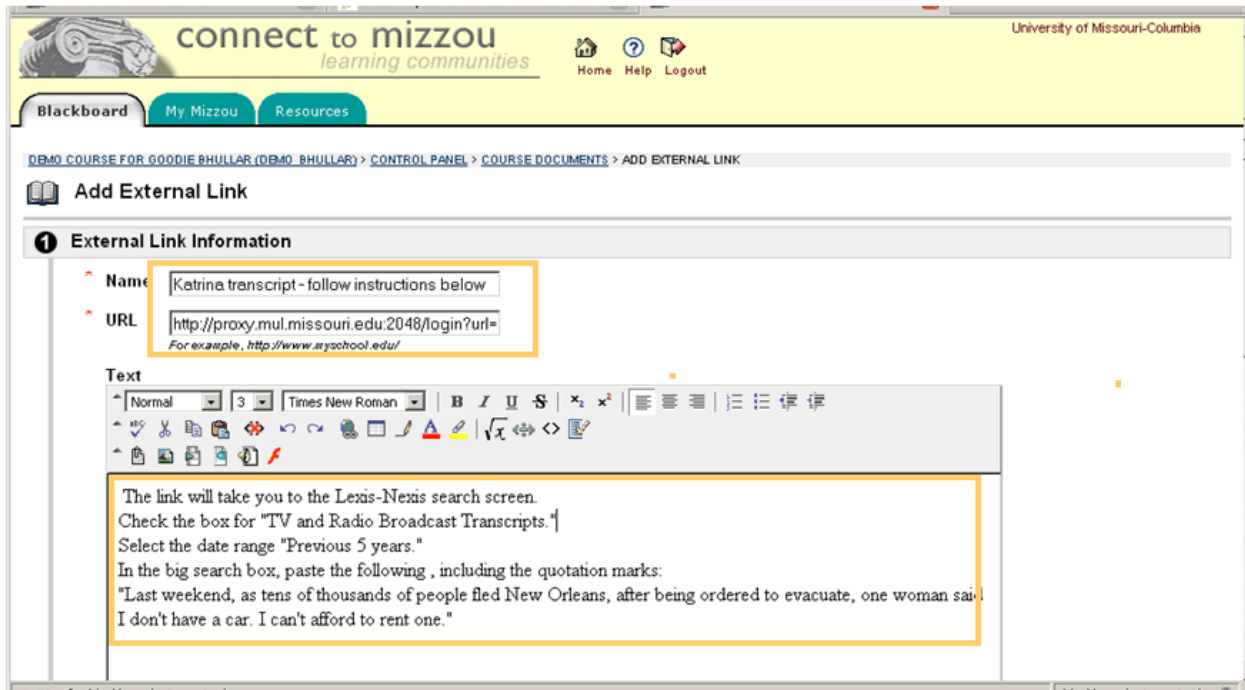 connect to mizzou
learning communities
University of Missouri-Columbia
Home Help Logout
Blackboard My Mizzou Resources
DEMO COURSE FOR GOODIE BHULLAR (DEMO_BHULLAR) > CONTROL PANEL > COURSE DOCUMENTS > ADD EXTERNAL LINK
Add External Link
1 External Link Information
* Name Katrina transcript - follow instructions below
* URL http://proxy.mul.missouri.edu:2048/login?url=
For example, http://www.myschool.edu/
Text
Normal 3 Times New Roman B I U S x₂ x²
The link will take you to the Lexis-Nexis search screen.
Check the box for "TV and Radio Broadcast Transcripts."
Select the date range "Previous 5 years."
In the big search box, paste the following , including the quotation marks:
"Last weekend, as tens of thousands of people fled New Orleans, after being ordered to evacuate, one woman said
I don't have a car. I can't afford to rent one."